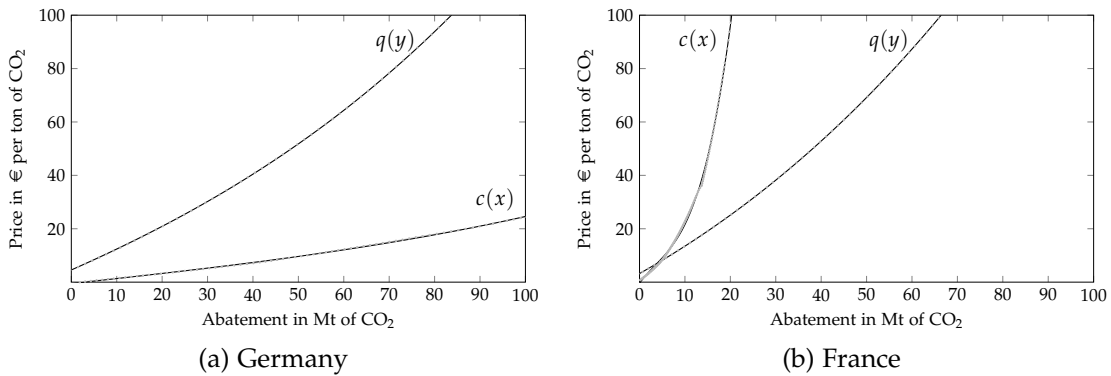 100
80
60
40
20
0 10 20 30 40 50 60 70 80 90 100
Price in € per ton of CO₂
Abatement in Mt of CO₂
q(y)
c(x)
(a) Germany
100
80
60
40
20
0 10 20 30 40 50 60 70 80 90 100
Price in € per ton of CO₂
Abatement in Mt of CO₂
c(x)
q(y)
(b) France